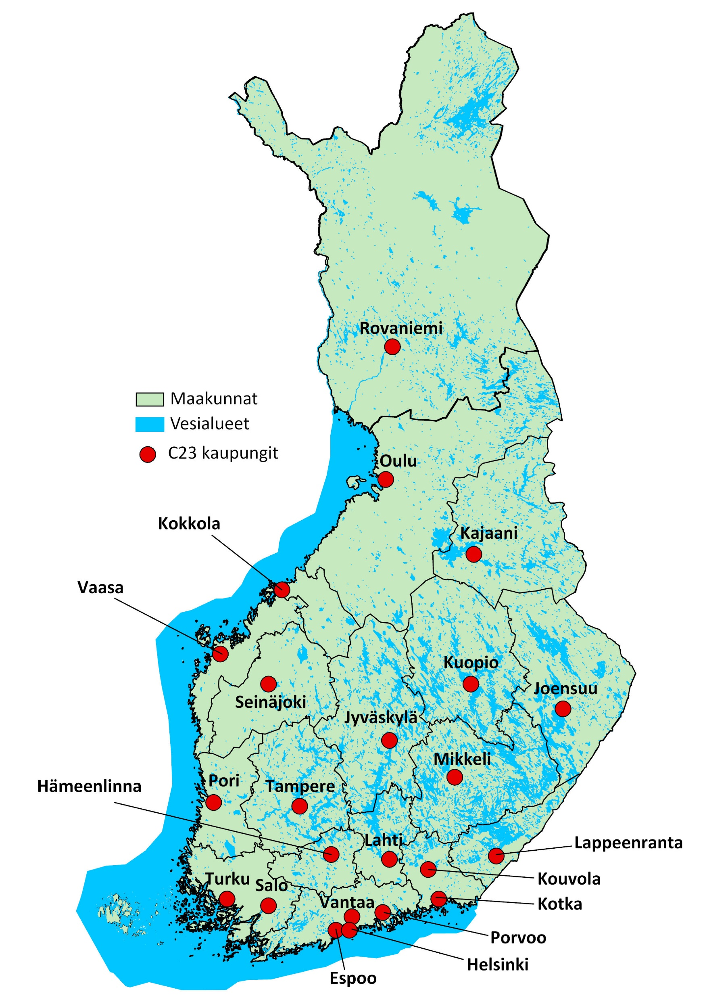 Rovaniemi
Maakunnat
Vesialueet
C23 kaupungit
Oulu
Kokkola
Kajaani
Vaasa
Kuopio
Joensuu
Seinäjoki
Jyväskylä
Mikkeli
Pori
Tampere
Hämeenlinna
Lahti
Lappeenranta
Turku
Salo
Kouvola
Vantaa
Kotka
Porvoo
Helsinki
Espoo